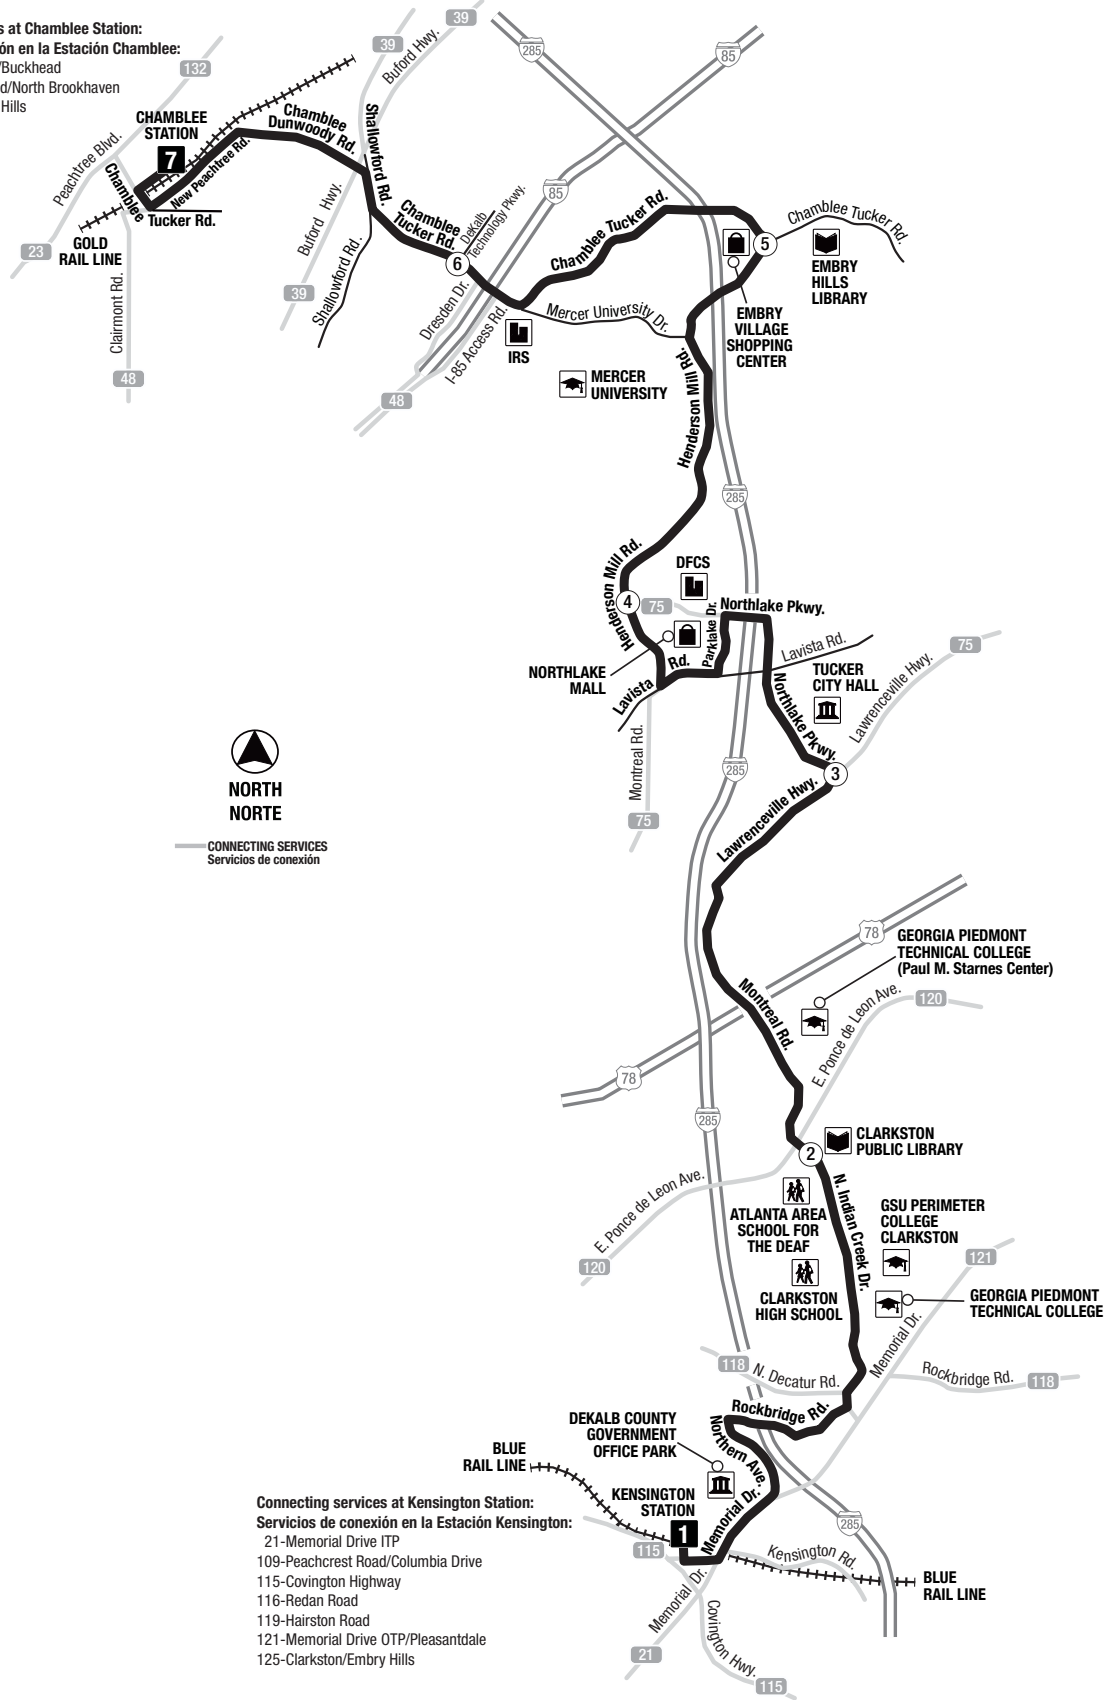 s at Chamblee Station:
ón en la Estación Chamblee:
/Buckhead
d/North Brookhaven
Hills
39
39
Buford Hwy.
132
285
85
CHAMBLEE
STATION
7
Peachtree Blvd.
New Peachtree Rd.
Chamblee
Tucker Rd.
Chamblee
Dunwoody Rd.
Shallowford Rd.
GOLD
RAIL LINE
23
Clairmont Rd.
48
Buford Hwy.
39
Shallowford Rd.
Chamblee
Tucker Rd.
6
DeKalb
Technology Pkwy.
85
Dresden Dr.
I-85 Access Rd.
48
IRS
Chamblee Tucker Rd.
Mercer University Dr.
MERCER
UNIVERSITY
5
Chamblee Tucker Rd.
EMBRY
HILLS
LIBRARY
EMBRY
VILLAGE
SHOPPING
CENTER
Henderson Mill Rd.
285
Henderson Mill Rd.
Henderson Mill Rd.
4
75
DFCS
Parklake Dr.
Northlake Pkwy.
NORTHLAKE
MALL
Lavista
Rd.
Lavista Rd.
TUCKER
CITY HALL
75
Lawrenceville Hwy.
Northlake Pkwy.
3
Montreal Rd.
75
285
Lawrenceville Hwy.
NORTH
NORTE
CONNECTING SERVICES
Servicios de conexión
78
GEORGIA PIEDMONT
TECHNICAL COLLEGE
(Paul M. Starnes Center)
Montreal Rd.
E. Ponce de Leon Ave.
120
78
285
2
CLARKSTON
PUBLIC LIBRARY
E. Ponce de Leon Ave.
120
ATLANTA AREA
SCHOOL FOR
THE DEAF
N. Indian Creek Dr.
GSU PERIMETER
COLLEGE
CLARKSTON
121
CLARKSTON
HIGH SCHOOL
GEORGIA PIEDMONT
TECHNICAL COLLEGE
Memorial Dr.
118
N. Decatur Rd.
Rockbridge Rd.
118
Rockbridge Rd.
DEKALB COUNTY
GOVERNMENT
OFFICE PARK
Northern Ave.
BLUE
RAIL LINE
KENSINGTON
STATION
1
Memorial Dr.
285
115
Kensington Rd.
BLUE
RAIL LINE
Memorial Dr.
21
Covington Hwy.
115
Connecting services at Kensington Station:
Servicios de conexión en la Estación Kensington:
21-Memorial Drive ITP
109-Peachcrest Road/Columbia Drive
115-Covington Highway
116-Redan Road
119-Hairston Road
121-Memorial Drive OTP/Pleasantdale
125-Clarkston/Embry Hills